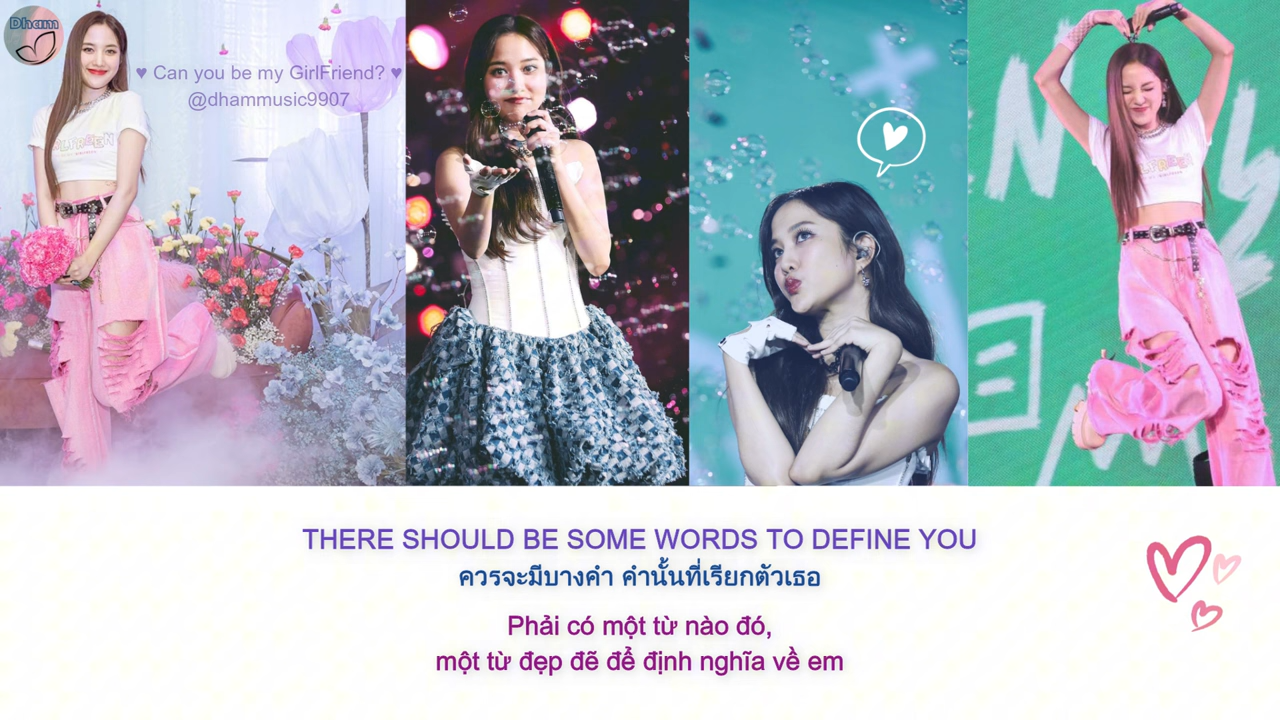 Dham
♥ Can you be my GirlFriend? ♥
@dhammusic9907
THERE SHOULD BE SOME WORDS TO DEFINE YOU
ควรจะมีบางคำ คำนั้นที่เรียกตัวเธอ
Phải có một từ nào đó,
một từ đẹp đẽ để định nghĩa về em